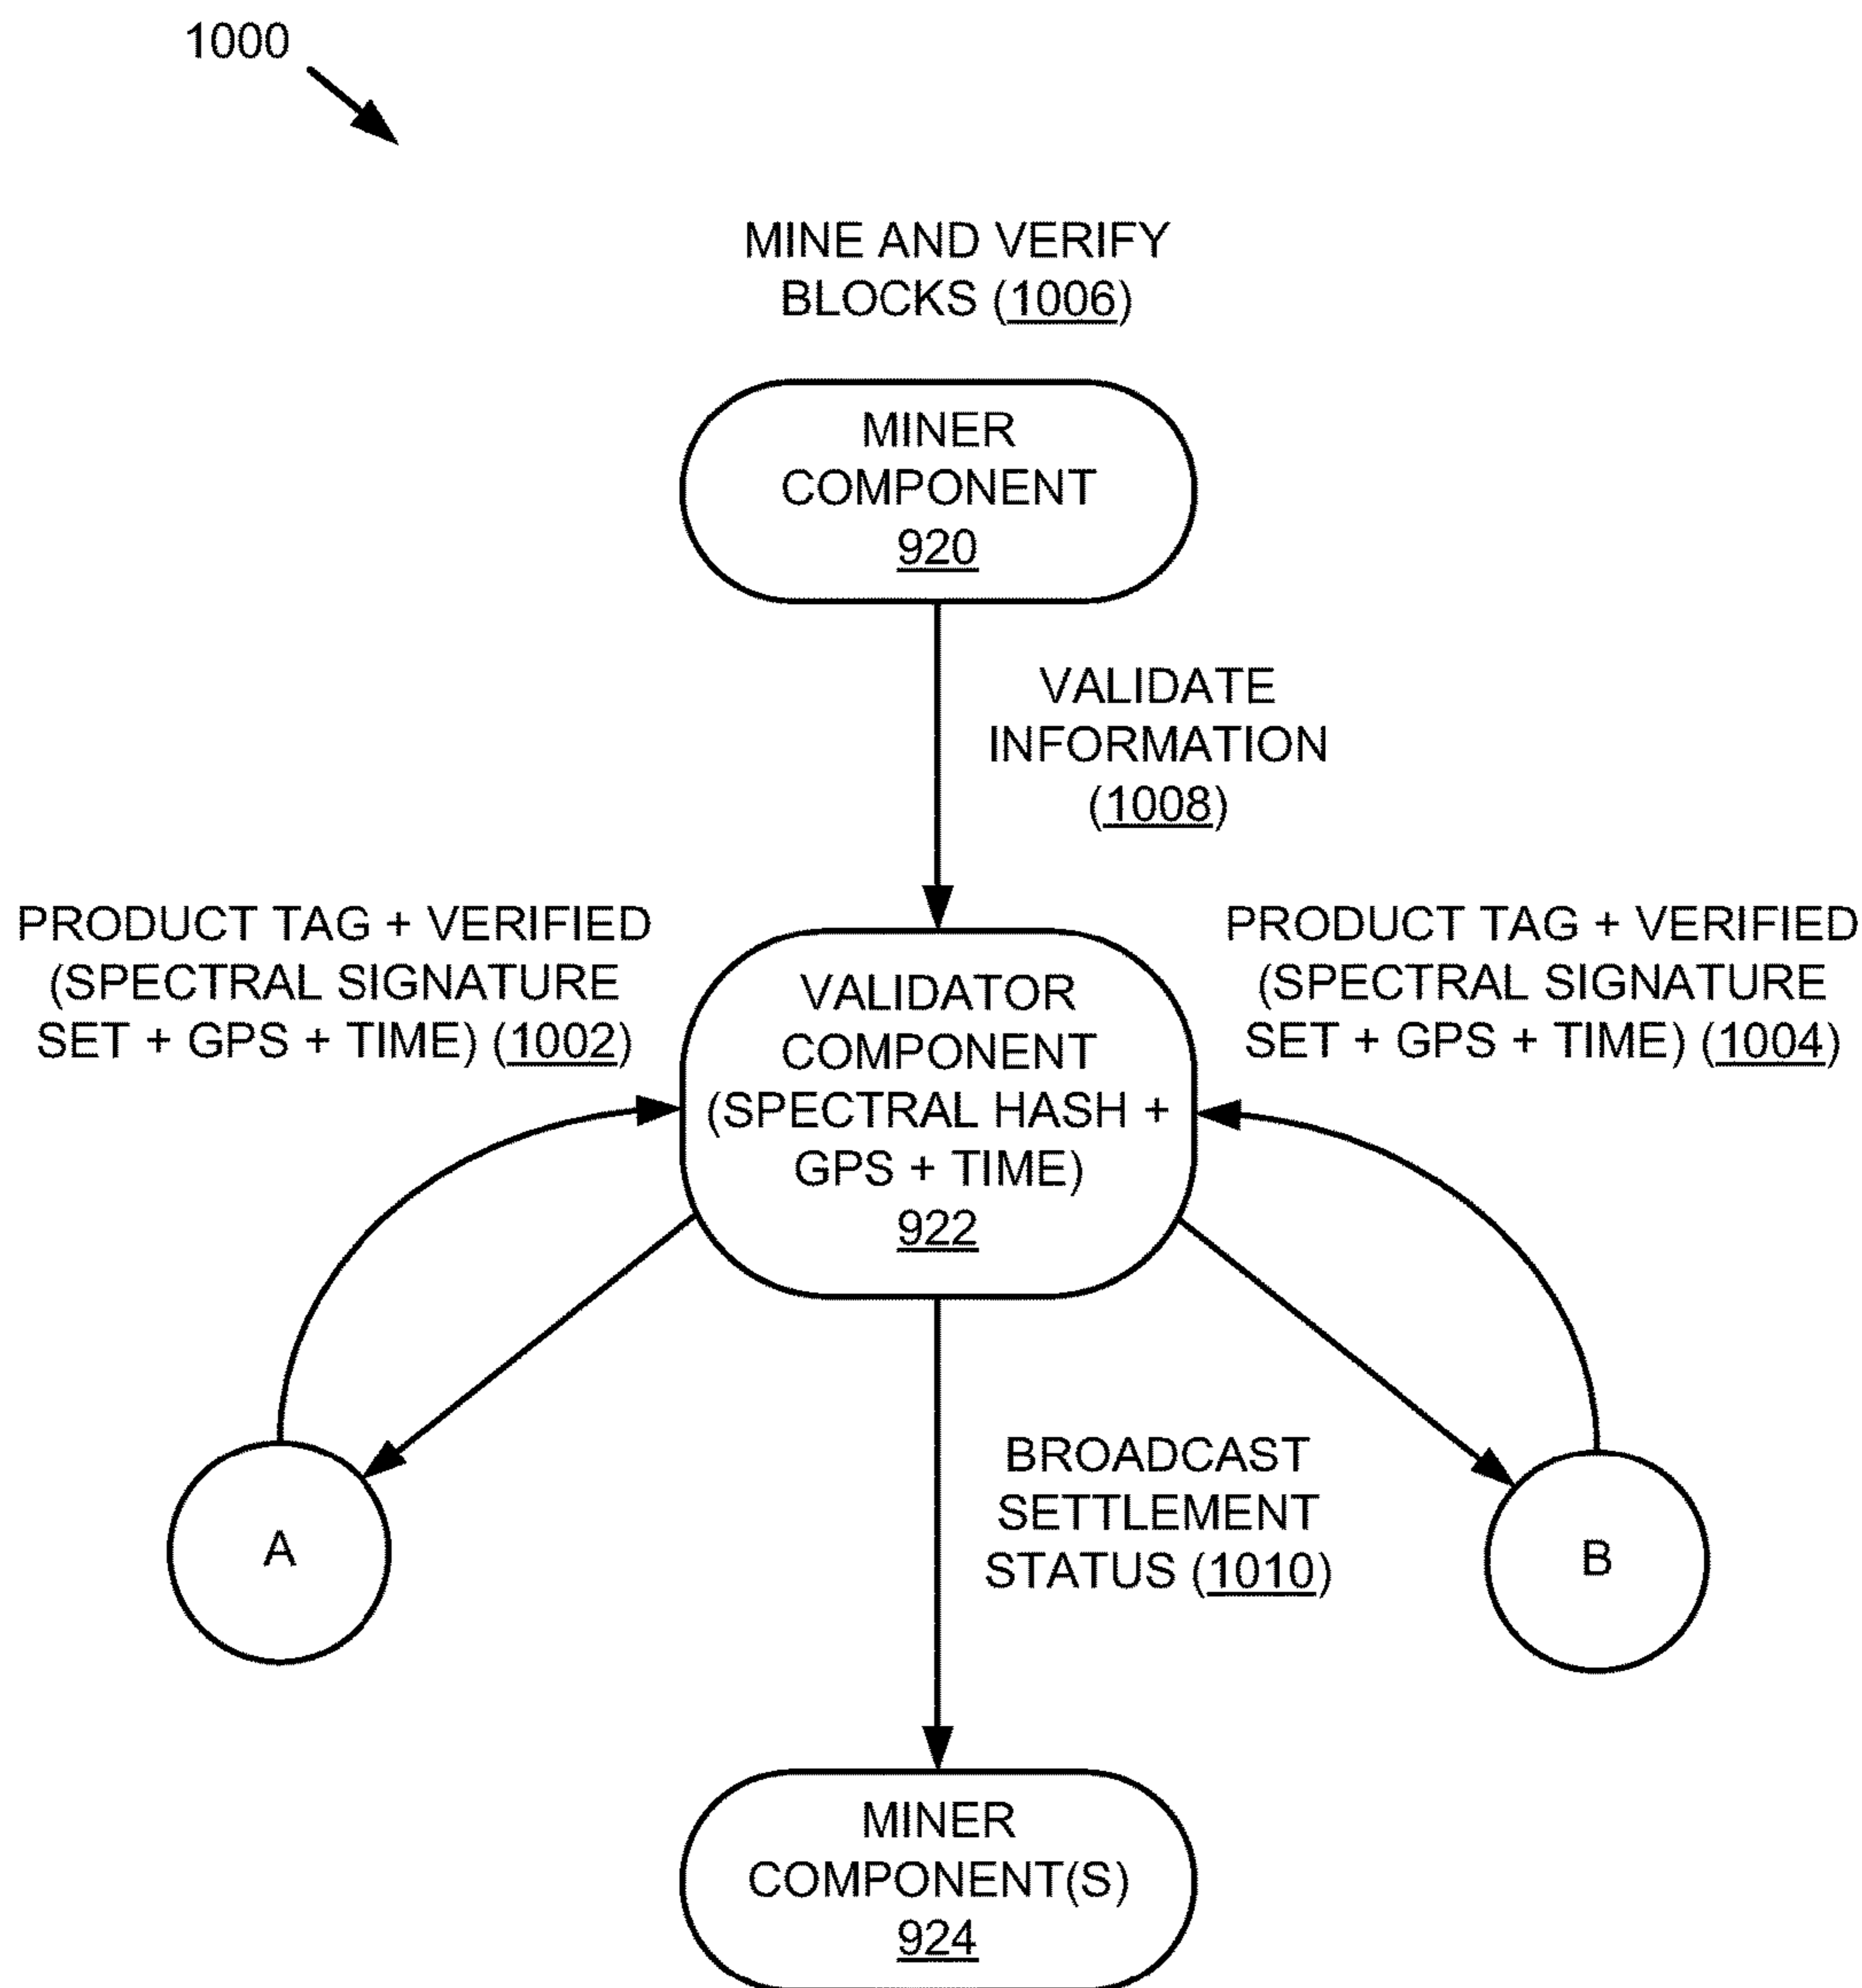 1000
MINE AND VERIFY
BLOCKS (1006)
MINER
COMPONENT
920
VALIDATE
INFORMATION
(1008)
PRODUCT TAG + VERIFIED
(SPECTRAL SIGNATURE
SET + GPS + TIME) (1002)
VALIDATOR
COMPONENT
(SPECTRAL HASH +
GPS + TIME)
922
PRODUCT TAG + VERIFIED
(SPECTRAL SIGNATURE
SET + GPS + TIME) (1004)
A
BROADCAST
SETTLEMENT
STATUS (1010)
B
MINER
COMPONENT(S)
924